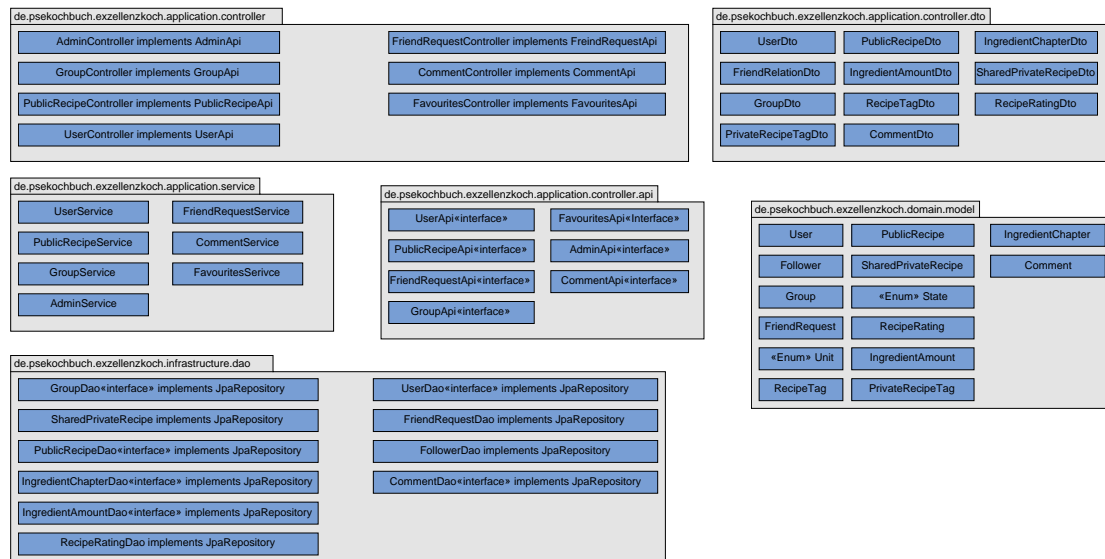 de.psekochbuch.exzellenzkoch.application.controller
AdminController implements AdminApi
FriendRequestController implements FreindRequestApi
GroupController implements GroupApi
CommentController implements CommentApi
PublicRecipeController implements PublicRecipeApi
FavouritesController implements FavouritesApi
UserController implements UserApi
de.psekochbuch.exzellenzkoch.application.controller.dto
UserDto
PublicRecipeDto
IngredientChapterDto
FriendRelationDto
IngredientAmountDto
SharedPrivateRecipeDto
GroupDto
RecipeTagDto
RecipeRatingDto
PrivateRecipeTagDto
CommentDto
de.psekochbuch.exzellenzkoch.application.service
UserService
FriendRequestService
PublicRecipeService
CommentService
GroupService
FavouritesSerivce
AdminService
de.psekochbuch.exzellenzkoch.application.controller.api
UserApi«interface»
FavouritesApi«Interface»
PublicRecipeApi«interface»
AdminApi«interface»
FriendRequestApi«interface»
CommentApi«interface»
GroupApi«interface»
de.psekochbuch.exzellenzkoch.domain.model
User
PublicRecipe
IngredientChapter
Follower
SharedPrivateRecipe
Comment
Group
«Enum» State
FriendRequest
RecipeRating
«Enum» Unit
IngredientAmount
RecipeTag
PrivateRecipeTag
de.psekochbuch.exzellenzkoch.infrastructure.dao
GroupDao«interface» implements JpaRepository
UserDao«interface» implements JpaRepository
SharedPrivateRecipe implements JpaRepository
FriendRequestDao implements JpaRepository
PublicRecipeDao«interface» implements JpaRepository
FollowerDao implements JpaRepository
IngredientChapterDao«interface» implements JpaRepository
CommentDao«interface» implements JpaRepository
IngredientAmountDao«interface» implements JpaRepository
RecipeRatingDao implements JpaRepository